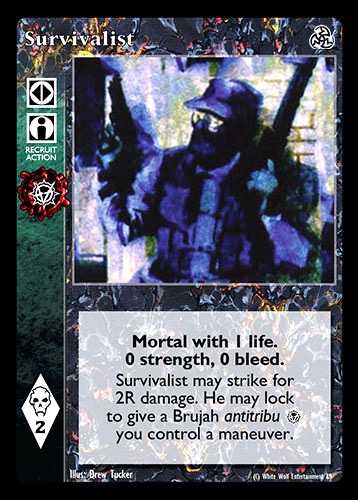 Survivalist
RECRUIT
ACTION
Mortal with 1 life.
0 strength, 0 bleed.
Survivalist may strike for
2R damage. He may lock
to give a Brujah antitribu
you control a maneuver.
2
Illus: Drew Tucker
(C) White Wolf Entertainment AB